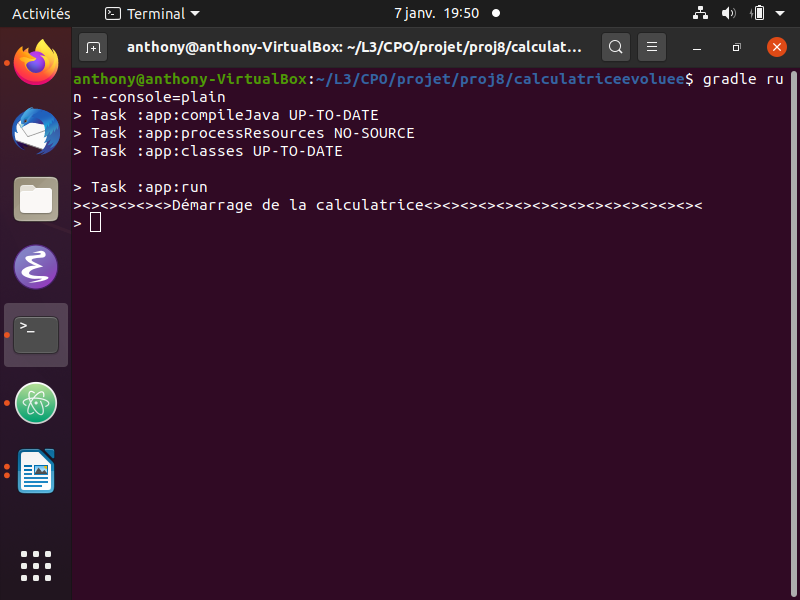 Activités Terminal 7 janv. 19:50
anthony@anthony-VirtualBox: ~/L3/CPO/projet/proj8/calculat...
anthony@anthony-VirtualBox:~/L3/CPO/projet/proj8/calculatriceevoluee$ gradle ru
n --console=plain
> Task :app:compileJava UP-TO-DATE
> Task :app:processResources NO-SOURCE
> Task :app:classes UP-TO-DATE
> Task :app:run
><><><><><>Démarrage de la calculatrice<><><><><><><><><><><><><><><><
>